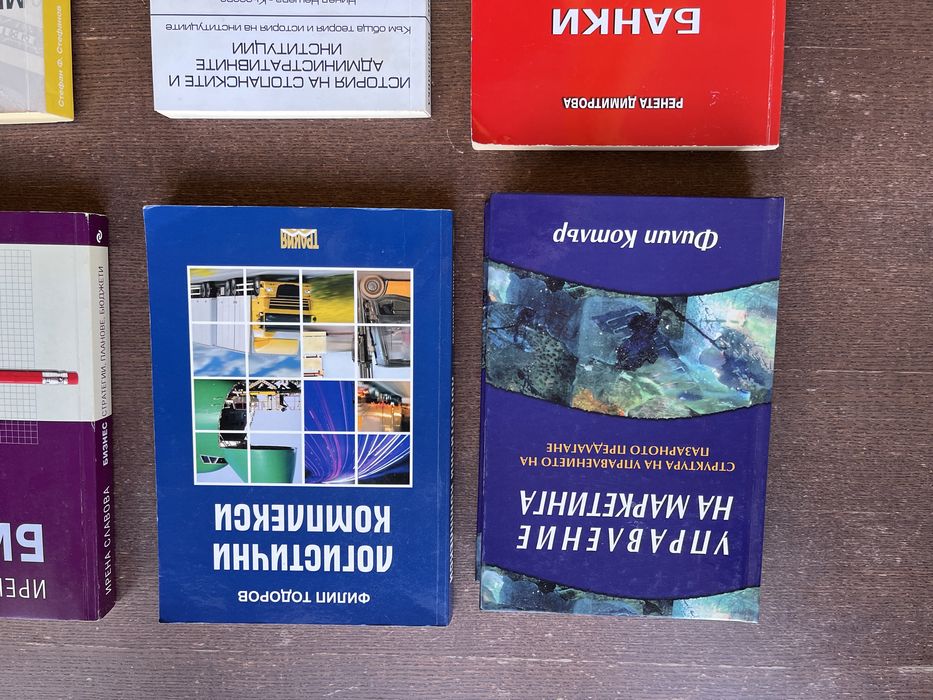 Стефан Ф. Стефанов
ИСТОРИЯ НА СТОПАНСКИТЕ И
АДМИНИСТРАТИВНИТЕ
ИНСТИТУЦИИ
Към обща теория и история на институциите
РЕНЕТА ДИМИТРОВА
БАНКИ
ИРЕНА СЛАВОВА
БИЗНЕС СТРАТЕГИИ, ПЛАНОВЕ, БЮДЖЕТИ
ФИЛИП ТОДОРОВ
ЛОГИСТИЧНИ
КОМПЛЕКСИ
ТРАКИЯ
УПРАВЛЕНИЕ
НА МАРКЕТИНГА
СТРУКТУРА НА УПРАВЛЕНИЕТО НА
ПАЗАРНОТО ПРЕДЛАГАНЕ
Филип Котлър